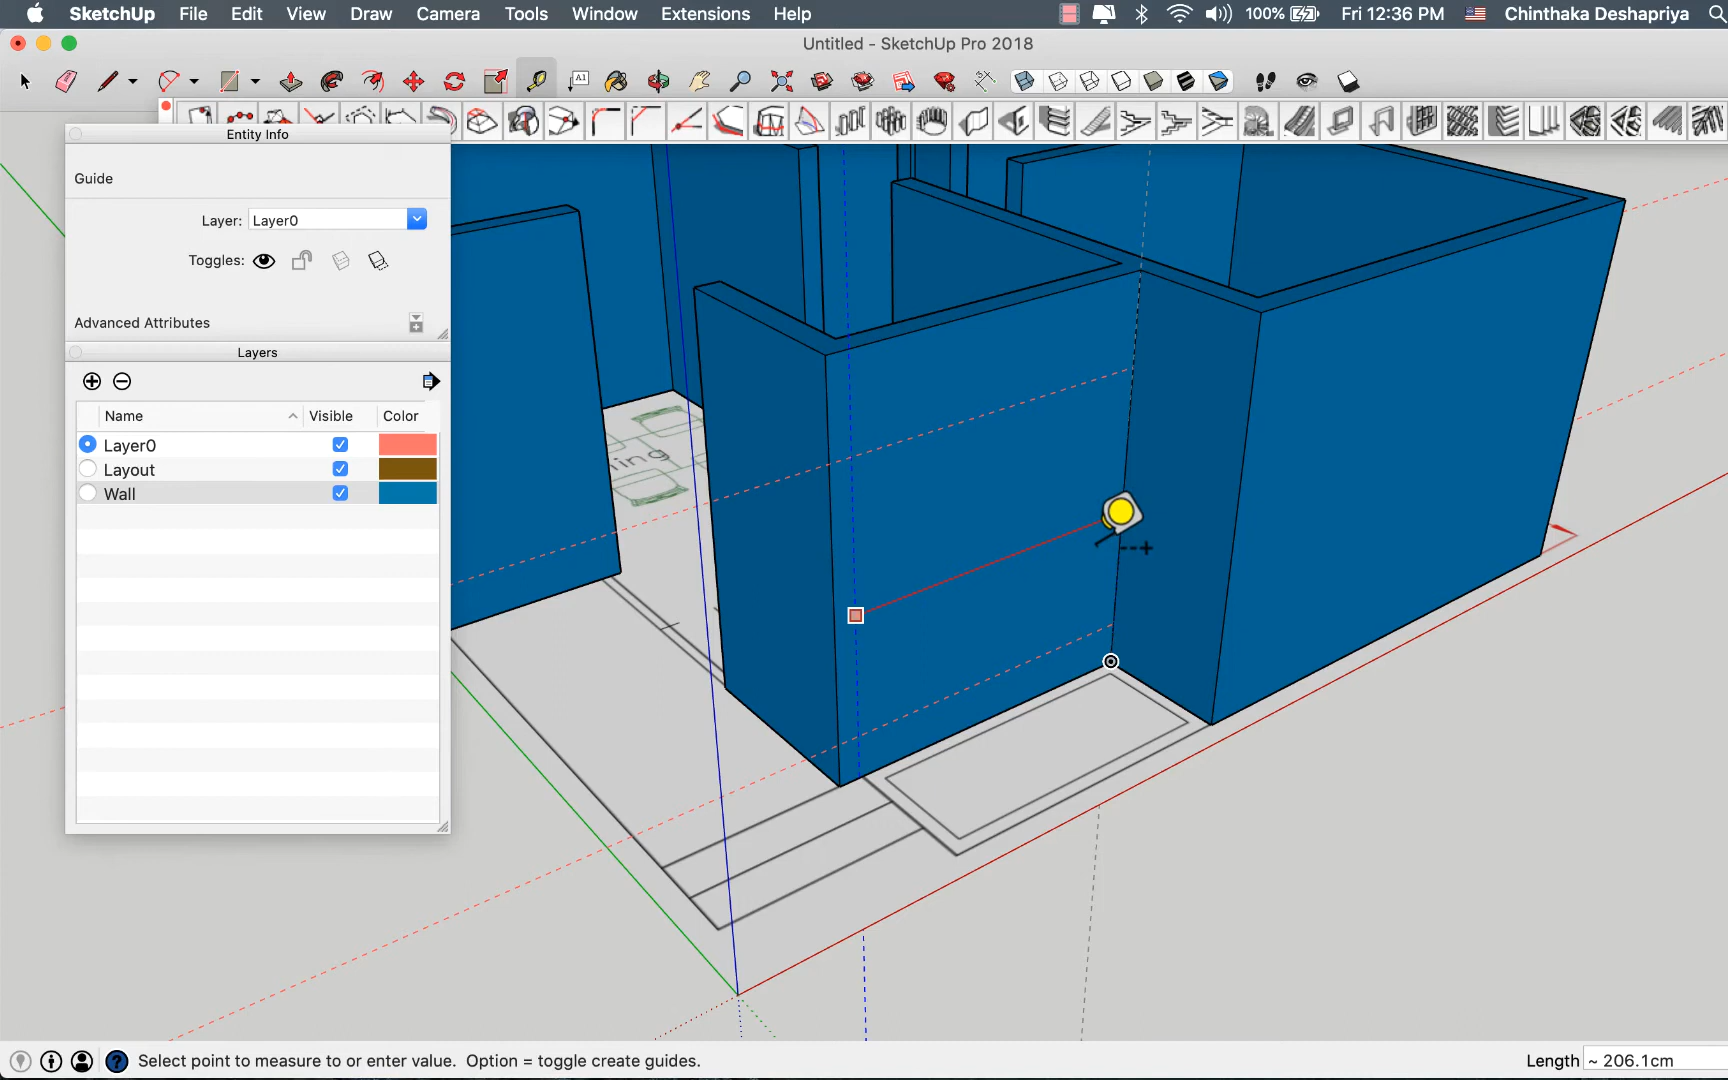 SketchUp File Edit View Draw Camera Tools Window Extensions Help 100% Fri 12:36 PM Chinthaka Deshapriya
Untitled - SketchUp Pro 2018
A1
Entity Info
Guide
Layer: Layer0
Toggles:
Advanced Attributes
Layers
Name Visible Color
Layer0
Layout
Wall
ing
Select point to measure to or enter value. Option = toggle create guides. Length ~ 206.1cm